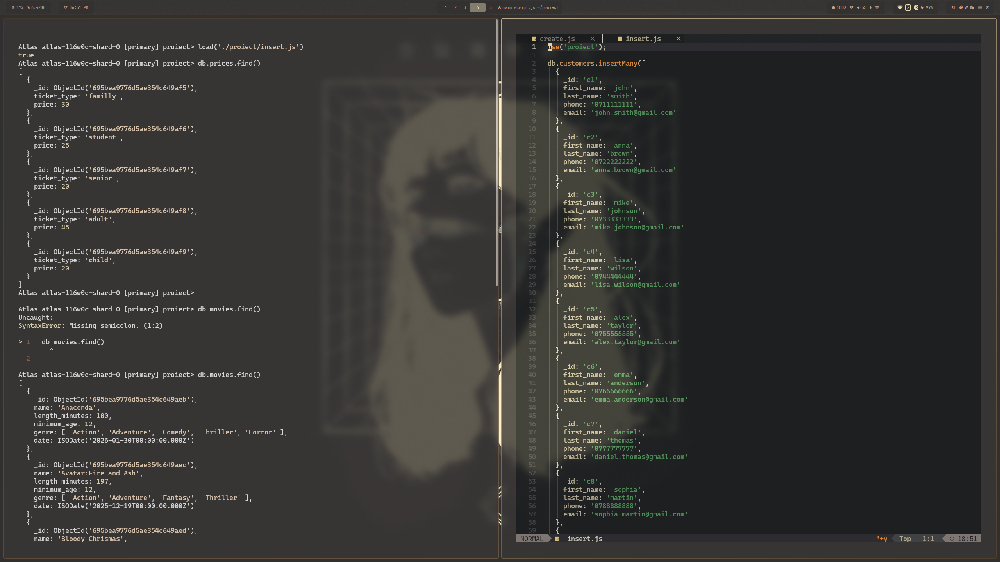 17% 6.42GB
06:51 PM
1 2 3 4 5 nvim script.js ~/proiect
100% 55 99%
Atlas atlas-116w0c-shard-0 [primary] proiect> load('./proiect/insert.js')
true
Atlas atlas-116w0c-shard-0 [primary] proiect> db.prices.find()
[
  {
    _id: ObjectId('695bea9776d5ae354c649af5'),
    ticket_type: 'familly',
    price: 30
  },
  {
    _id: ObjectId('695bea9776d5ae354c649af6'),
    ticket_type: 'student',
    price: 25
  },
  {
    _id: ObjectId('695bea9776d5ae354c649af7'),
    ticket_type: 'senior',
    price: 20
  },
  {
    _id: ObjectId('695bea9776d5ae354c649af8'),
    ticket_type: 'adult',
    price: 45
  },
  {
    _id: ObjectId('695bea9776d5ae354c649af9'),
    ticket_type: 'child',
    price: 20
  }
]
Atlas atlas-116w0c-shard-0 [primary] proiect>
Atlas atlas-116w0c-shard-0 [primary] proiect> db movies.find()
Uncaught:
SyntaxError: Missing semicolon. (1:2)
> 1 | db movies.find()
    |   ^
  2 |
Atlas atlas-116w0c-shard-0 [primary] proiect> db.movies.find()
[
  {
    _id: ObjectId('695bea9776d5ae354c649aeb'),
    name: 'Anaconda',
    length_minutes: 100,
    minimum_age: 12,
    genre: [ 'Action', 'Adventure', 'Comedy', 'Thriller', 'Horror' ],
    date: ISODate('2026-01-30T00:00:00.000Z')
  },
  {
    _id: ObjectId('695bea9776d5ae354c649aec'),
    name: 'Avatar:Fire and Ash',
    length_minutes: 197,
    minimum_age: 12,
    genre: [ 'Action', 'Adventure', 'Fantasy', 'Thriller' ],
    date: ISODate('2025-12-19T00:00:00.000Z')
  },
  {
    _id: ObjectId('695bea9776d5ae354c649aed'),
    name: 'Bloody Chrismas',
create.js × insert.js ×
1 use('proiect');
1
2 db.customers.insertMany([
3   {
4     _id: 'c1',
5     first_name: 'john',
6     last_name: 'smith',
7     phone: '0711111111',
8     email: 'john.smith@gmail.com'
9   },
10   {
11     _id: 'c2',
12     first_name: 'anna',
13     last_name: 'brown',
14     phone: '0722222222',
15     email: 'anna.brown@gmail.com'
16   },
17   {
18     _id: 'c3',
19     first_name: 'mike',
20     last_name: 'johnson',
21     phone: '0733333333',
22     email: 'mike.johnson@gmail.com'
23   },
24   {
25     _id: 'c4',
26     first_name: 'lisa',
27     last_name: 'wilson',
28     phone: '0744444444',
29     email: 'lisa.wilson@gmail.com'
30   },
31   {
32     _id: 'c5',
33     first_name: 'alex',
34     last_name: 'taylor',
35     phone: '0755555555',
36     email: 'alex.taylor@gmail.com'
37   },
38   {
39     _id: 'c6',
40     first_name: 'emma',
41     last_name: 'anderson',
42     phone: '0766666666',
43     email: 'emma.anderson@gmail.com'
44   },
45   {
46     _id: 'c7',
47     first_name: 'daniel',
48     last_name: 'thomas',
49     phone: '0777777777',
50     email: 'daniel.thomas@gmail.com'
51   },
52   {
53     _id: 'c8',
54     first_name: 'sophia',
55     last_name: 'martin',
56     phone: '0788888888',
57     email: 'sophia.martin@gmail.com'
58   },
59   {
NORMAL insert.js "+y Top 1:1 18:51